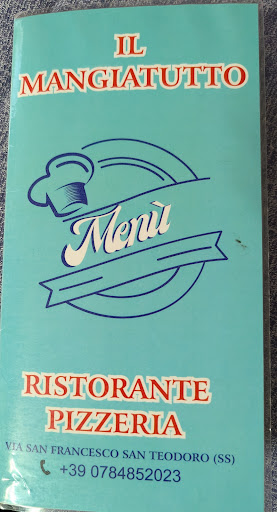 IL
MANGIATUTTO
Menù
RISTORANTE
PIZZERIA
VIA SAN FRANCESCO SAN TEODORO (SS)
+39 0784852023